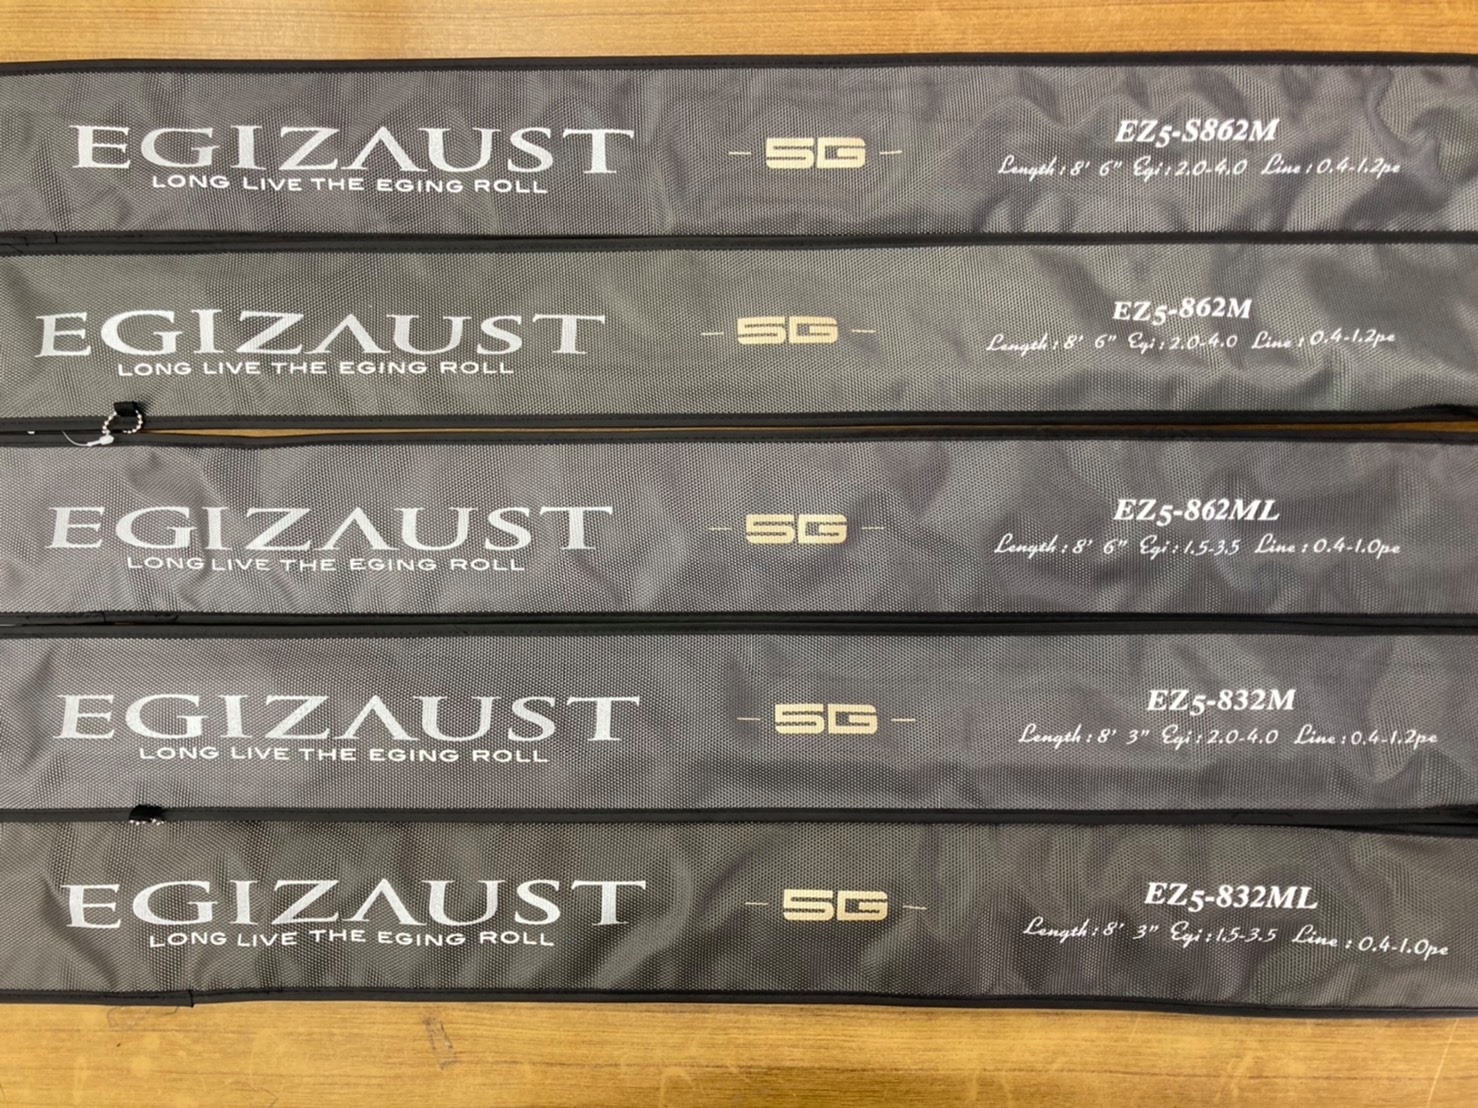 EGIZAUST
LONG LIVE THE EGING ROLL
5G
EZ5-S862M
Length : 8' 6" Egi : 2.0-4.0 Line : 0.4-1.2pe
EGIZAUST
LONG LIVE THE EGING ROLL
5G
EZ5-862M
Length : 8' 6" Egi : 2.0-4.0 Line : 0.4-1.2pe
EGIZAUST
LONG LIVE THE EGING ROLL
5G
EZ5-862ML
Length : 8' 6" Egi : 1.5-3.5 Line : 0.4-1.0pe
EGIZAUST
LONG LIVE THE EGING ROLL
5G
EZ5-832M
Length : 8' 3" Egi : 2.0-4.0 Line : 0.4-1.2pe
EGIZAUST
LONG LIVE THE EGING ROLL
5G
EZ5-832ML
Length : 8' 3" Egi : 1.5-3.5 Line : 0.4-1.0pe